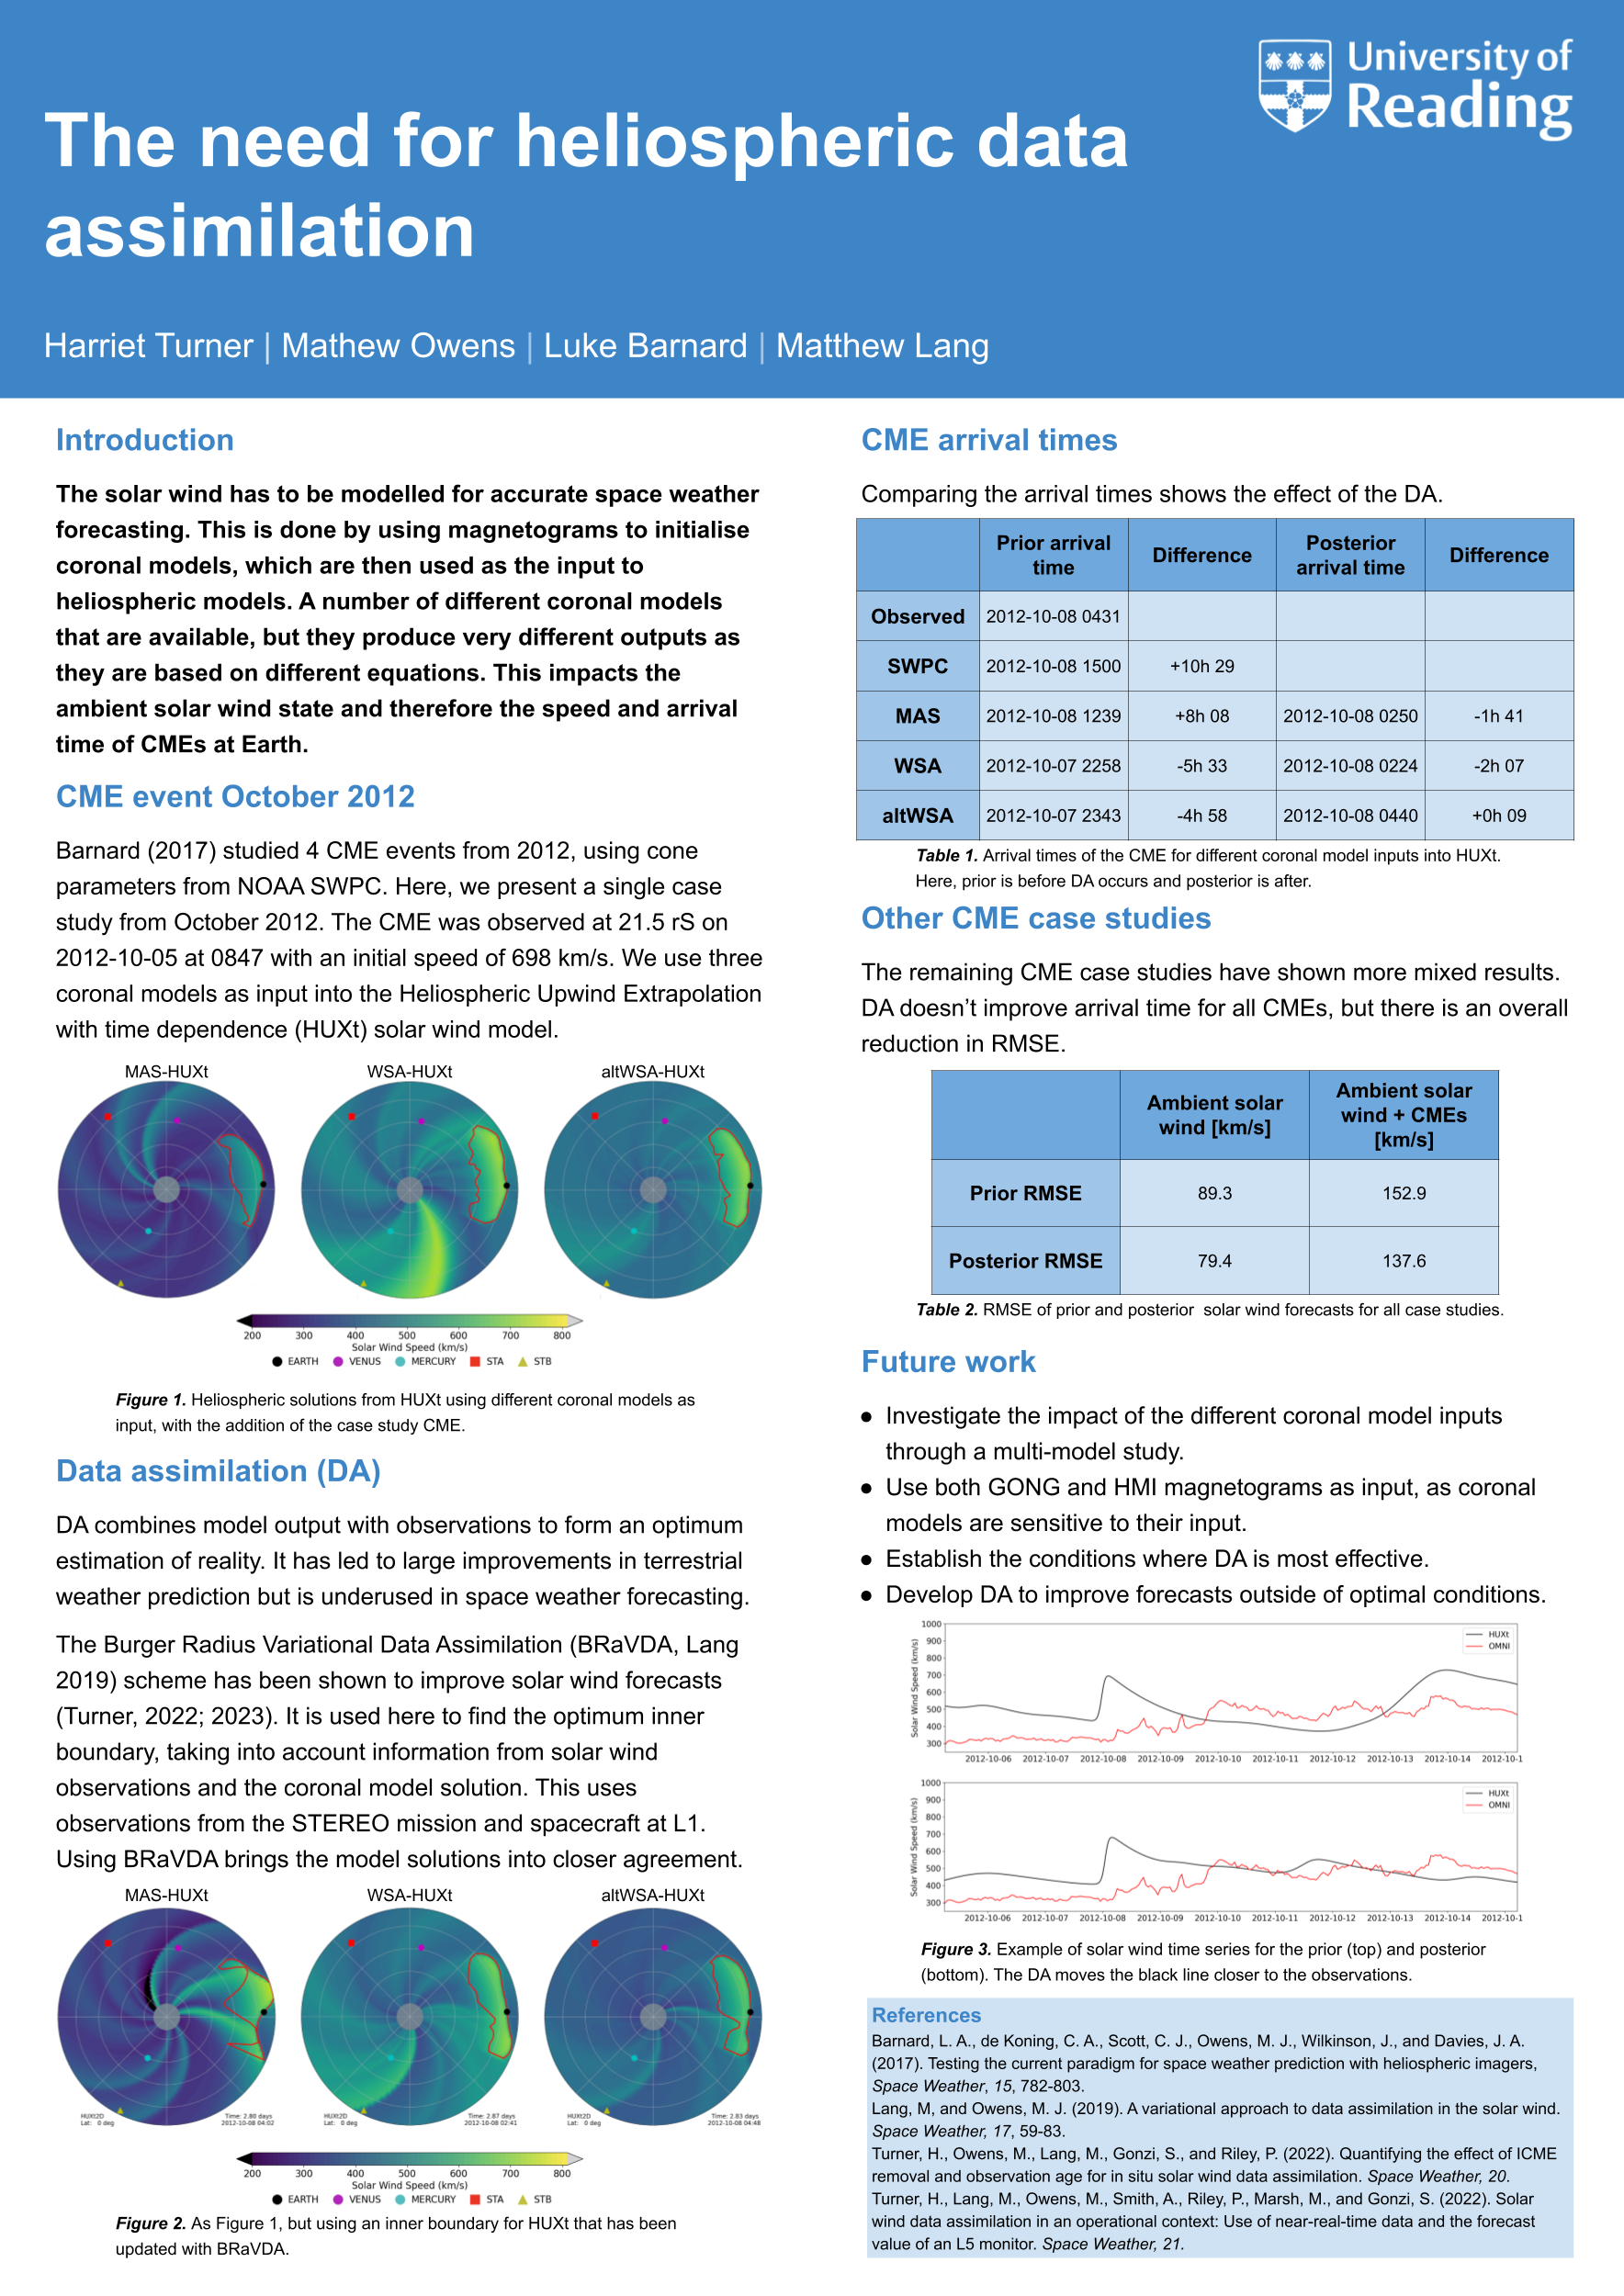 University of
Reading
The need for heliospheric data
assimilation
Harriet Turner | Mathew Owens | Luke Barnard | Matthew Lang
Introduction
The solar wind has to be modelled for accurate space weather
forecasting. This is done by using magnetograms to initialise
coronal models, which are then used as the input to
heliospheric models. A number of different coronal models
that are available, but they produce very different outputs as
they are based on different equations. This impacts the
ambient solar wind state and therefore the speed and arrival
time of CMEs at Earth.
CME event October 2012
Barnard (2017) studied 4 CME events from 2012, using cone
parameters from NOAA SWPC. Here, we present a single case
study from October 2012. The CME was observed at 21.5 rS on
2012-10-05 at 0847 with an initial speed of 698 km/s. We use three
coronal models as input into the Heliospheric Upwind Extrapolation
with time dependence (HUXt) solar wind model.
MAS-HUXt WSA-HUXt altWSA-HUXt
200 300 400 500 600 700 800
Solar Wind Speed (km/s)
EARTH VENUS MERCURY STA STB
Figure 1. Heliospheric solutions from HUXt using different coronal models as
input, with the addition of the case study CME.
Data assimilation (DA)
DA combines model output with observations to form an optimum
estimation of reality. It has led to large improvements in terrestrial
weather prediction but is underused in space weather forecasting.
The Burger Radius Variational Data Assimilation (BRaVDA, Lang
2019) scheme has been shown to improve solar wind forecasts
(Turner, 2022; 2023). It is used here to find the optimum inner
boundary, taking into account information from solar wind
observations and the coronal model solution. This uses
observations from the STEREO mission and spacecraft at L1.
Using BRaVDA brings the model solutions into closer agreement.
MAS-HUXt WSA-HUXt altWSA-HUXt
HUXt2D Time: 2.80 days HUXt2D Time: 2.87 days HUXt2D Time: 2.83 days
Lat: 0 deg 2012-10-08 04:02 Lat: 0 deg 2012-10-08 02:41 Lat: 0 deg 2012-10-08 04:48
200 300 400 500 600 700 800
Solar Wind Speed (km/s)
EARTH VENUS MERCURY STA STB
Figure 2. As Figure 1, but using an inner boundary for HUXt that has been
updated with BRaVDA.
CME arrival times
Comparing the arrival times shows the effect of the DA.
Prior arrival time Difference Posterior arrival time Difference
Observed 2012-10-08 0431
SWPC 2012-10-08 1500 +10h 29
MAS 2012-10-08 1239 +8h 08 2012-10-08 0250 -1h 41
WSA 2012-10-07 2258 -5h 33 2012-10-08 0224 -2h 07
altWSA 2012-10-07 2343 -4h 58 2012-10-08 0440 +0h 09
Table 1. Arrival times of the CME for different coronal model inputs into HUXt.
Here, prior is before DA occurs and posterior is after.
Other CME case studies
The remaining CME case studies have shown more mixed results.
DA doesn’t improve arrival time for all CMEs, but there is an overall
reduction in RMSE.
Ambient solar wind [km/s] Ambient solar wind + CMEs [km/s]
Prior RMSE 89.3 152.9
Posterior RMSE 79.4 137.6
Table 2. RMSE of prior and posterior solar wind forecasts for all case studies.
Future work
● Investigate the impact of the different coronal model inputs
through a multi-model study.
● Use both GONG and HMI magnetograms as input, as coronal
models are sensitive to their input.
● Establish the conditions where DA is most effective.
● Develop DA to improve forecasts outside of optimal conditions.
Solar Wind Speed (km/s)
1000
900
800
700
600
500
400
300
HUXt
OMNI
2012-10-06 2012-10-07 2012-10-08 2012-10-09 2012-10-10 2012-10-11 2012-10-12 2012-10-13 2012-10-14 2012-10-1
Solar Wind Speed (km/s)
1000
900
800
700
600
500
400
300
HUXt
OMNI
2012-10-06 2012-10-07 2012-10-08 2012-10-09 2012-10-10 2012-10-11 2012-10-12 2012-10-13 2012-10-14 2012-10-1
Figure 3. Example of solar wind time series for the prior (top) and posterior
(bottom). The DA moves the black line closer to the observations.
References
Barnard, L. A., de Koning, C. A., Scott, C. J., Owens, M. J., Wilkinson, J., and Davies, J. A.
(2017). Testing the current paradigm for space weather prediction with heliospheric imagers,
Space Weather, 15, 782-803.
Lang, M, and Owens, M. J. (2019). A variational approach to data assimilation in the solar wind.
Space Weather, 17, 59-83.
Turner, H., Owens, M., Lang, M., Gonzi, S., and Riley, P. (2022). Quantifying the effect of ICME
removal and observation age for in situ solar wind data assimilation. Space Weather, 20.
Turner, H., Lang, M., Owens, M., Smith, A., Riley, P., Marsh, M., and Gonzi, S. (2022). Solar
wind data assimilation in an operational context: Use of near-real-time data and the forecast
value of an L5 monitor. Space Weather, 21.